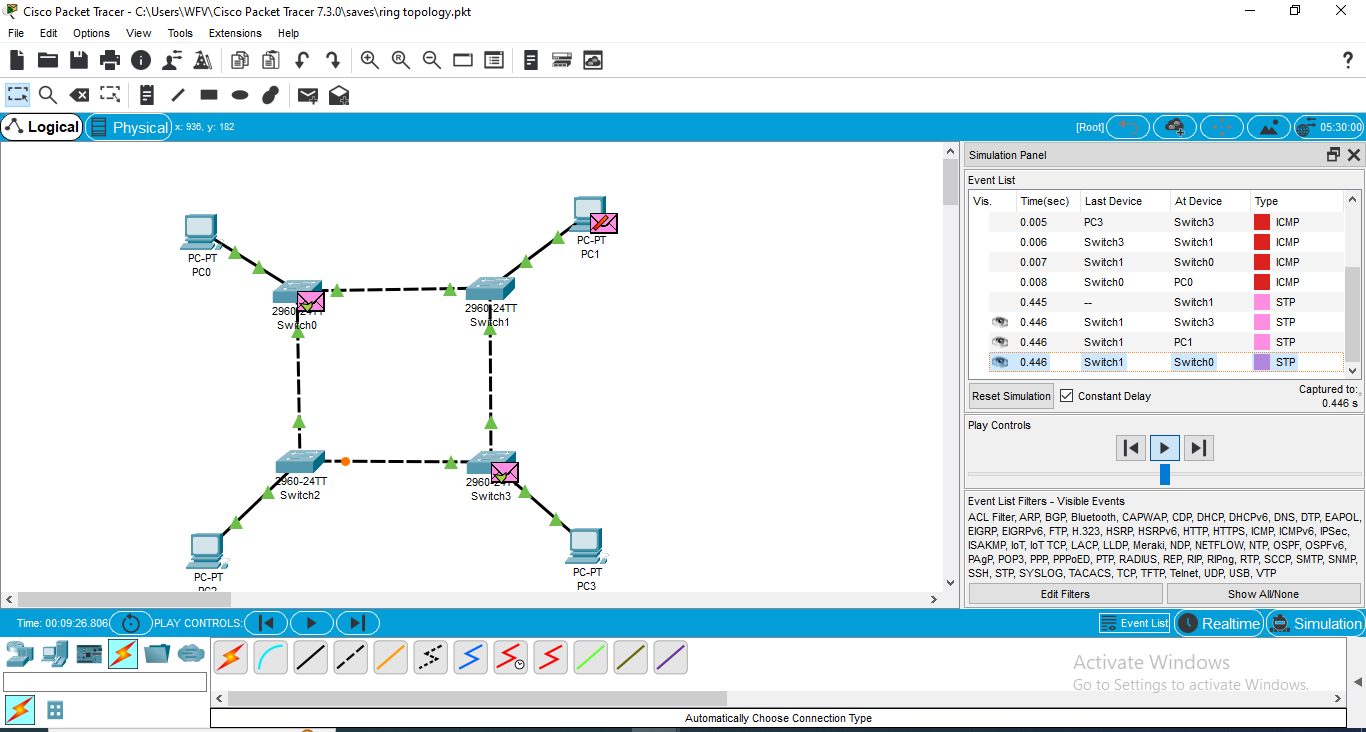 Cisco Packet Tracer - C:\Users\WFV\Cisco Packet Tracer 7.3.0\saves\ring topology.pkt
File Edit Options View Tools Extensions Help
Logical Physical x: 936, y: 182 [Root] 05:30:00
Simulation Panel
Event List
Vis. Time(sec) Last Device At Device Type
0.005 PC3 Switch3 ICMP
0.006 Switch3 Switch1 ICMP
0.007 Switch1 Switch0 ICMP
0.008 Switch0 PC0 ICMP
0.445 -- Switch1 STP
0.446 Switch1 Switch3 STP
0.446 Switch1 PC1 STP
0.446 Switch1 Switch0 STP
Reset Simulation Constant Delay Captured to:
0.446 s
Play Controls
Event List Filters - Visible Events
ACL Filter, ARP, BGP, Bluetooth, CAPWAP, CDP, DHCP, DHCPv6, DNS, DTP, EAPOL,
EIGRP, EIGRPv6, FTP, H.323, HSRP, HSRPv6, HTTP, HTTPS, ICMP, ICMPv6, IPSec,
ISAKMP, IoT, IoT TCP, LACP, LLDP, Meraki, NDP, NETFLOW, NTP, OSPF, OSPFv6,
PAgP, POP3, PPP, PPPoED, PTP, RADIUS, REP, RIP, RIPng, RTP, SCCP, SMTP, SNMP,
SSH, STP, SYSLOG, TACACS, TCP, TFTP, Telnet, UDP, USB, VTP
Edit Filters Show All/None
PC-PT
PC0
PC-PT
PC1
2960-24TT
Switch0
2960-24TT
Switch1
2960-24TT
Switch2
2960-24TT
Switch3
PC-PT
PC2
PC-PT
PC3
Time: 00:09:26.806 PLAY CONTROLS: Event List Realtime Simulation
Activate Windows
Go to Settings to activate Windows.
Automatically Choose Connection Type